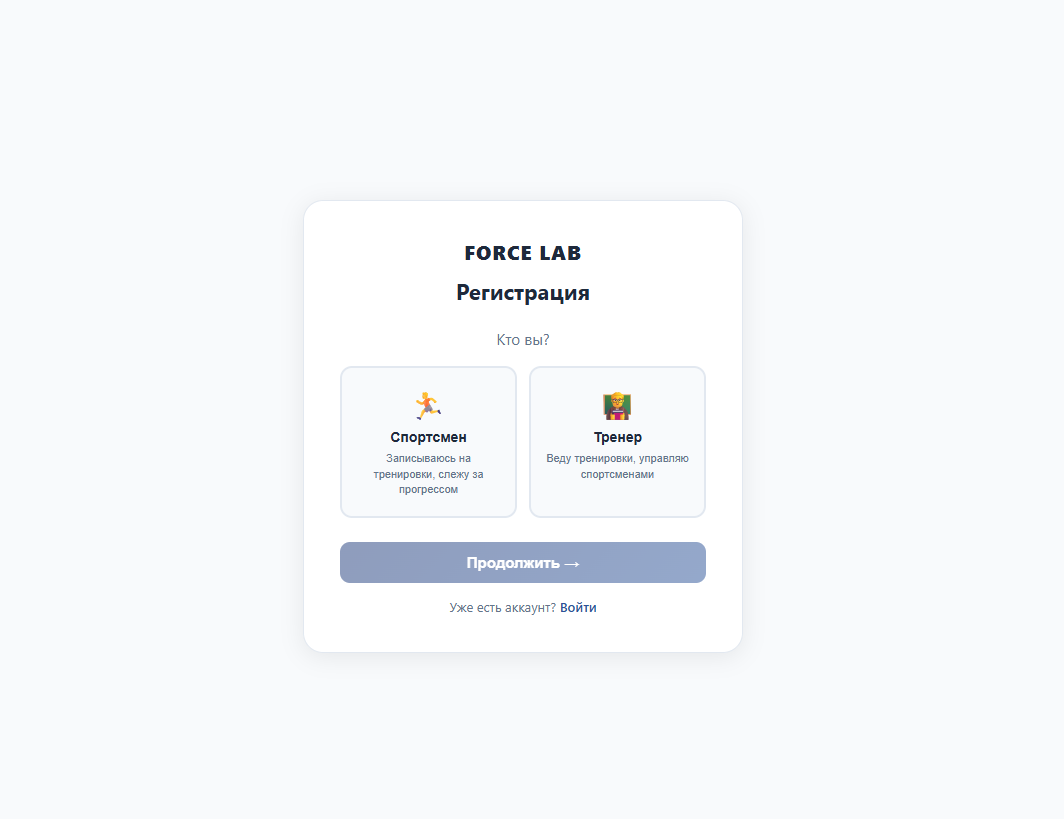 FORCE LAB
Регистрация
Кто вы?
Спортсмен
Записываюсь на
тренировки, слежу за
прогрессом
Тренер
Веду тренировки, управляю
спортсменами
Продолжить →
Уже есть аккаунт? Войти